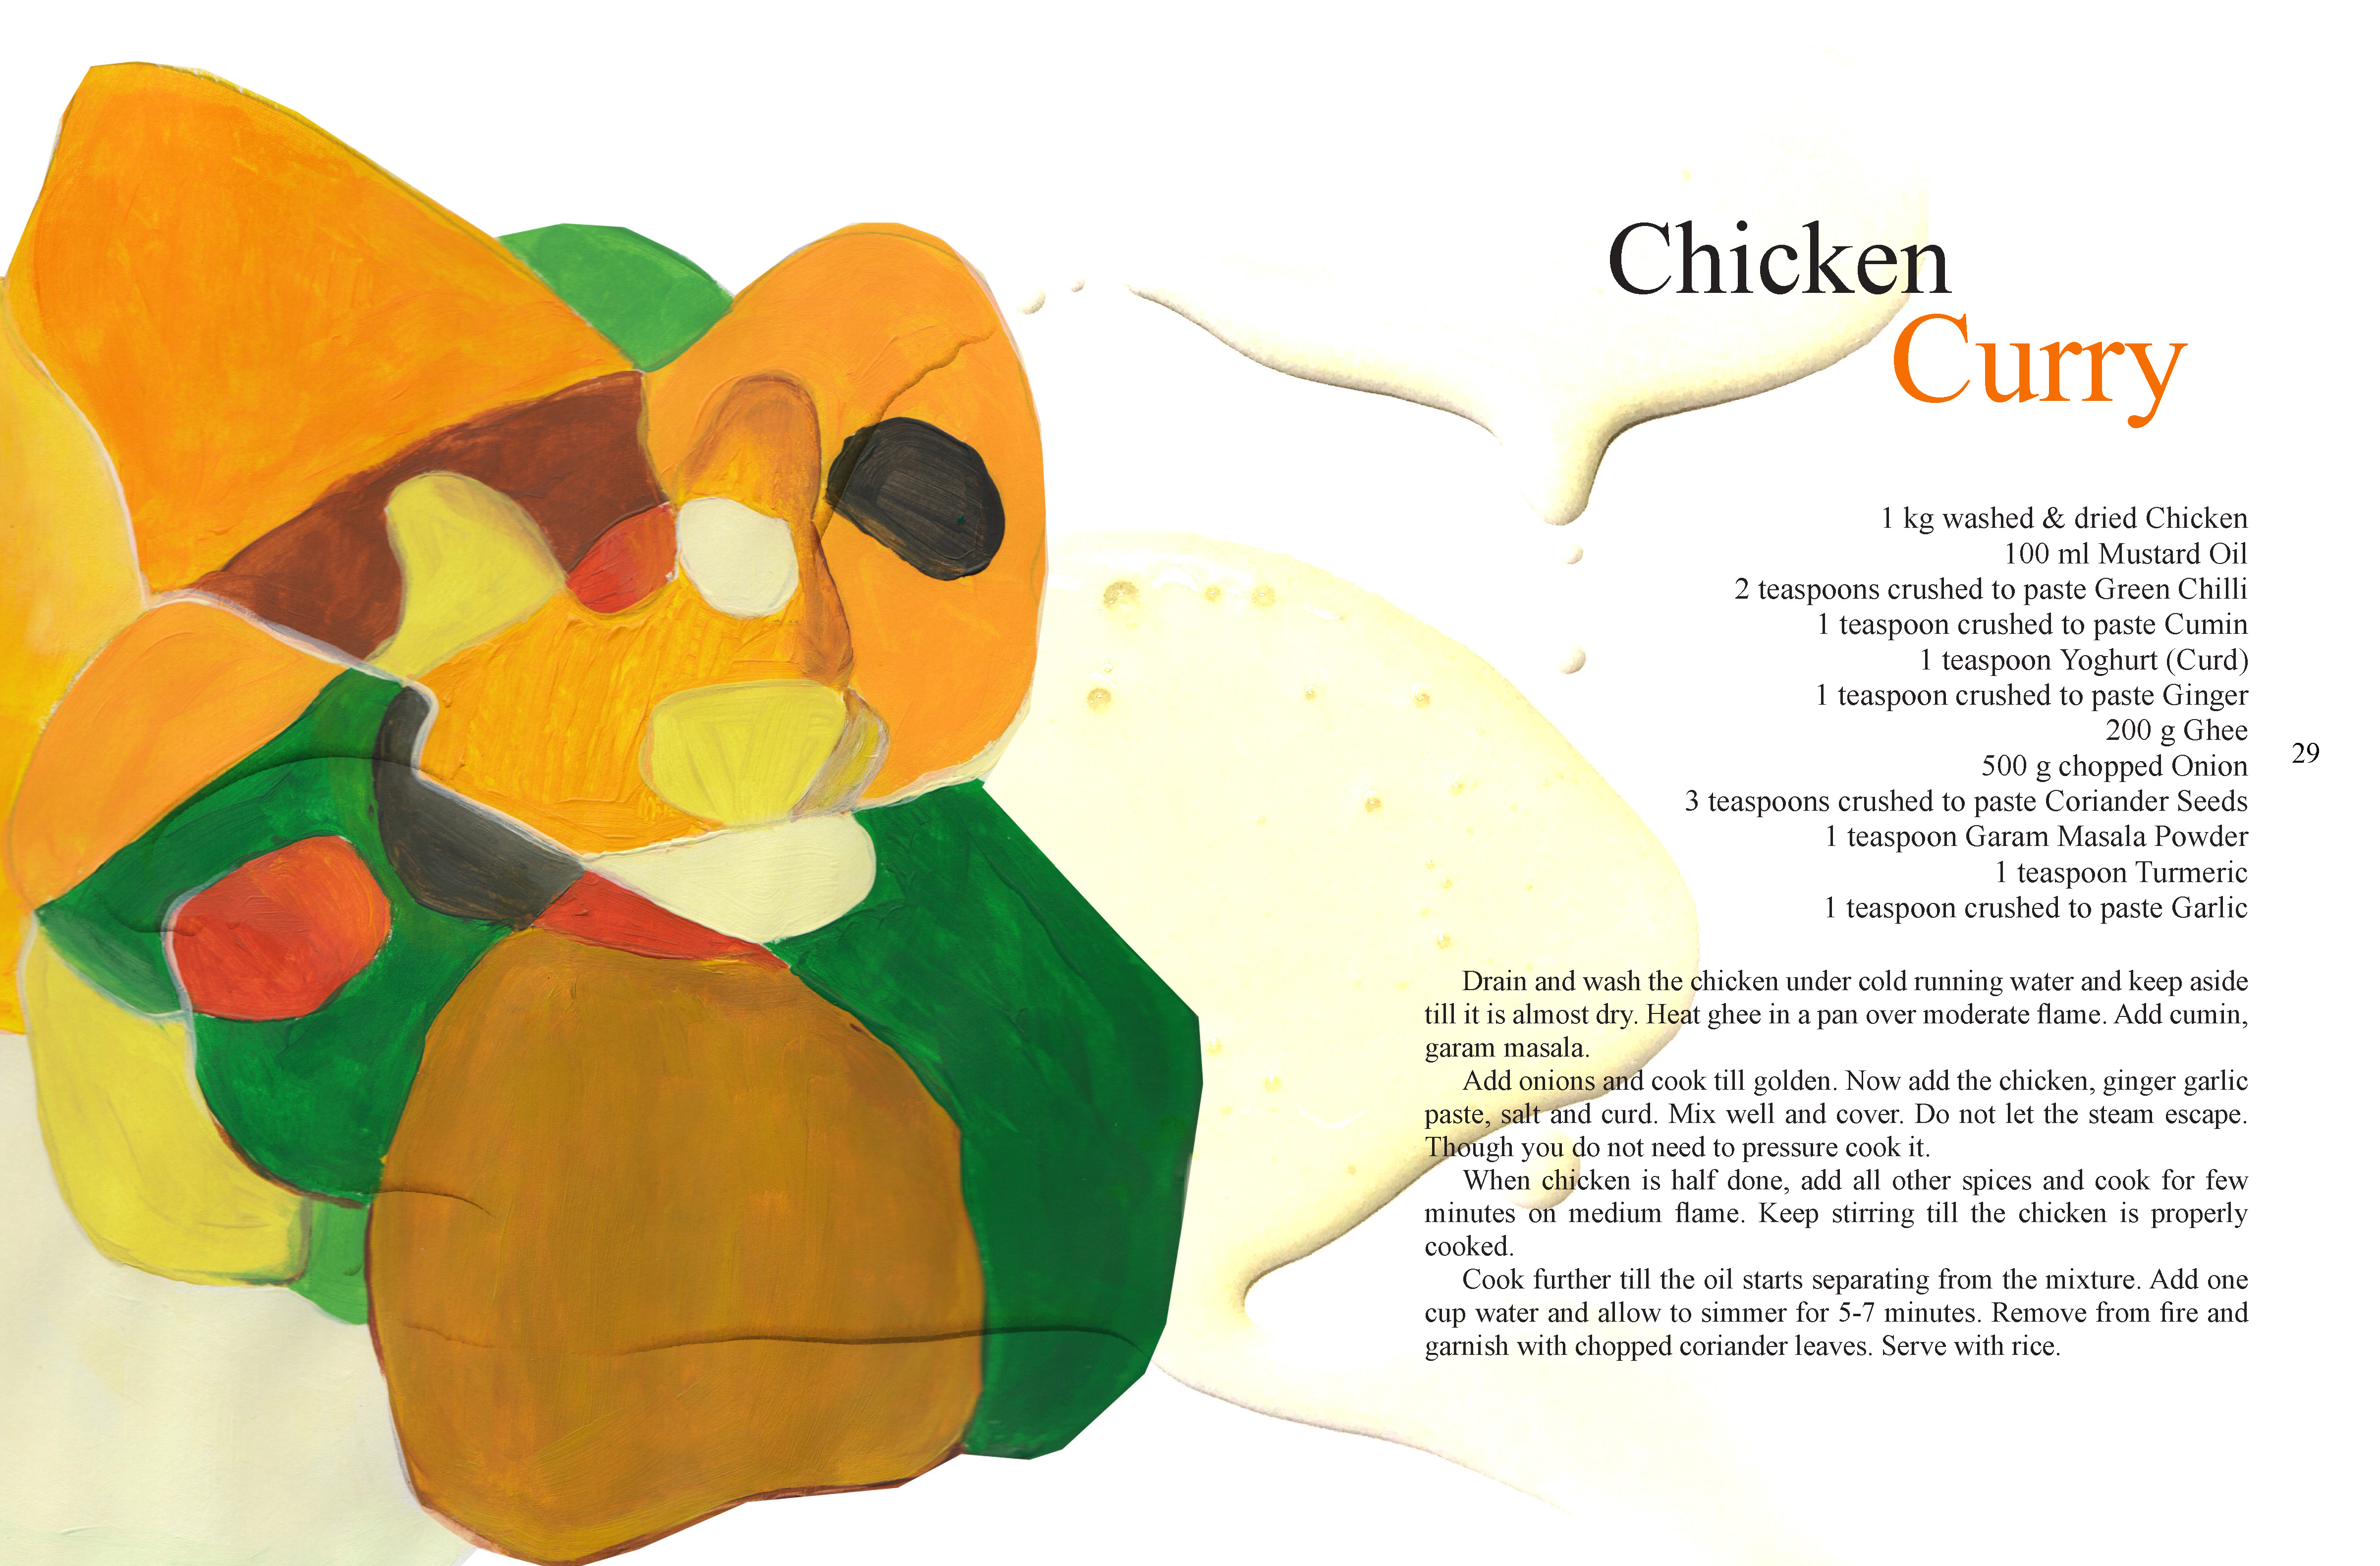 Chicken
Curry
1 kg washed & dried Chicken
100 ml Mustard Oil
2 teaspoons crushed to paste Green Chilli
1 teaspoon crushed to paste Cumin
1 teaspoon Yoghurt (Curd)
1 teaspoon crushed to paste Ginger
200 g Ghee
500 g chopped Onion
3 teaspoons crushed to paste Coriander Seeds
1 teaspoon Garam Masala Powder
1 teaspoon Turmeric
1 teaspoon crushed to paste Garlic
29
Drain and wash the chicken under cold running water and keep aside
till it is almost dry. Heat ghee in a pan over moderate flame. Add cumin,
garam masala.
Add onions and cook till golden. Now add the chicken, ginger garlic
paste, salt and curd. Mix well and cover. Do not let the steam escape.
Though you do not need to pressure cook it.
When chicken is half done, add all other spices and cook for few
minutes on medium flame. Keep stirring till the chicken is properly
cooked.
Cook further till the oil starts separating from the mixture. Add one
cup water and allow to simmer for 5-7 minutes. Remove from fire and
garnish with chopped coriander leaves. Serve with rice.